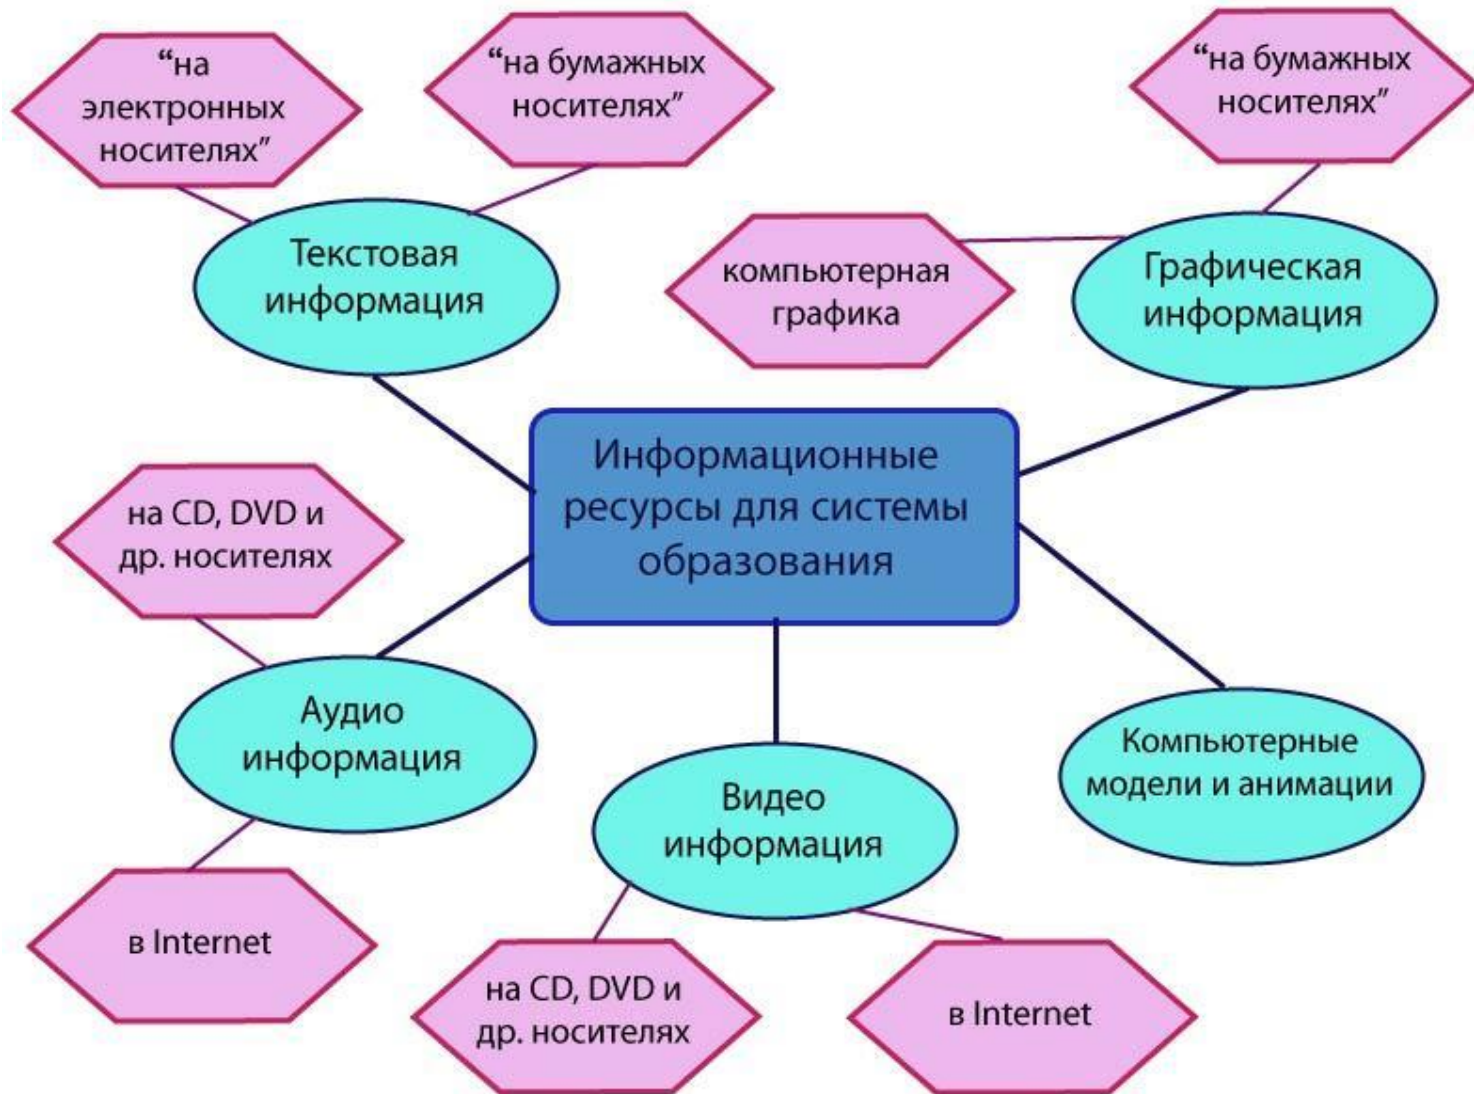 “на
электронных
носителях”
“на бумажных
носителях”
“на бумажных
носителях”
Текстовая
информация
компьютерная
графика
Графическая
информация
Информационные
ресурсы для системы
образования
на CD, DVD и
др. носителях
Аудио
информация
Видео
информация
Компьютерные
модели и анимации
в Internet
на CD, DVD и
др. носителях
в Internet